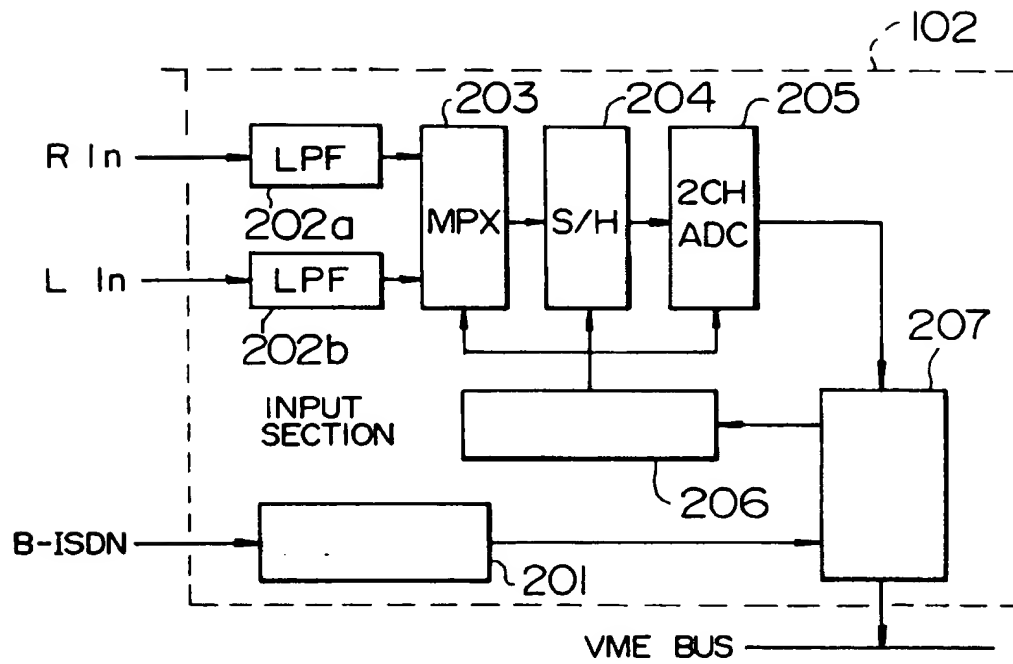 102
203
204
205
R In
LPF
202a
MPX
S/H
2CH
ADC
L In
LPF
202b
207
INPUT
SECTION
206
B-ISDN
201
VME BUS